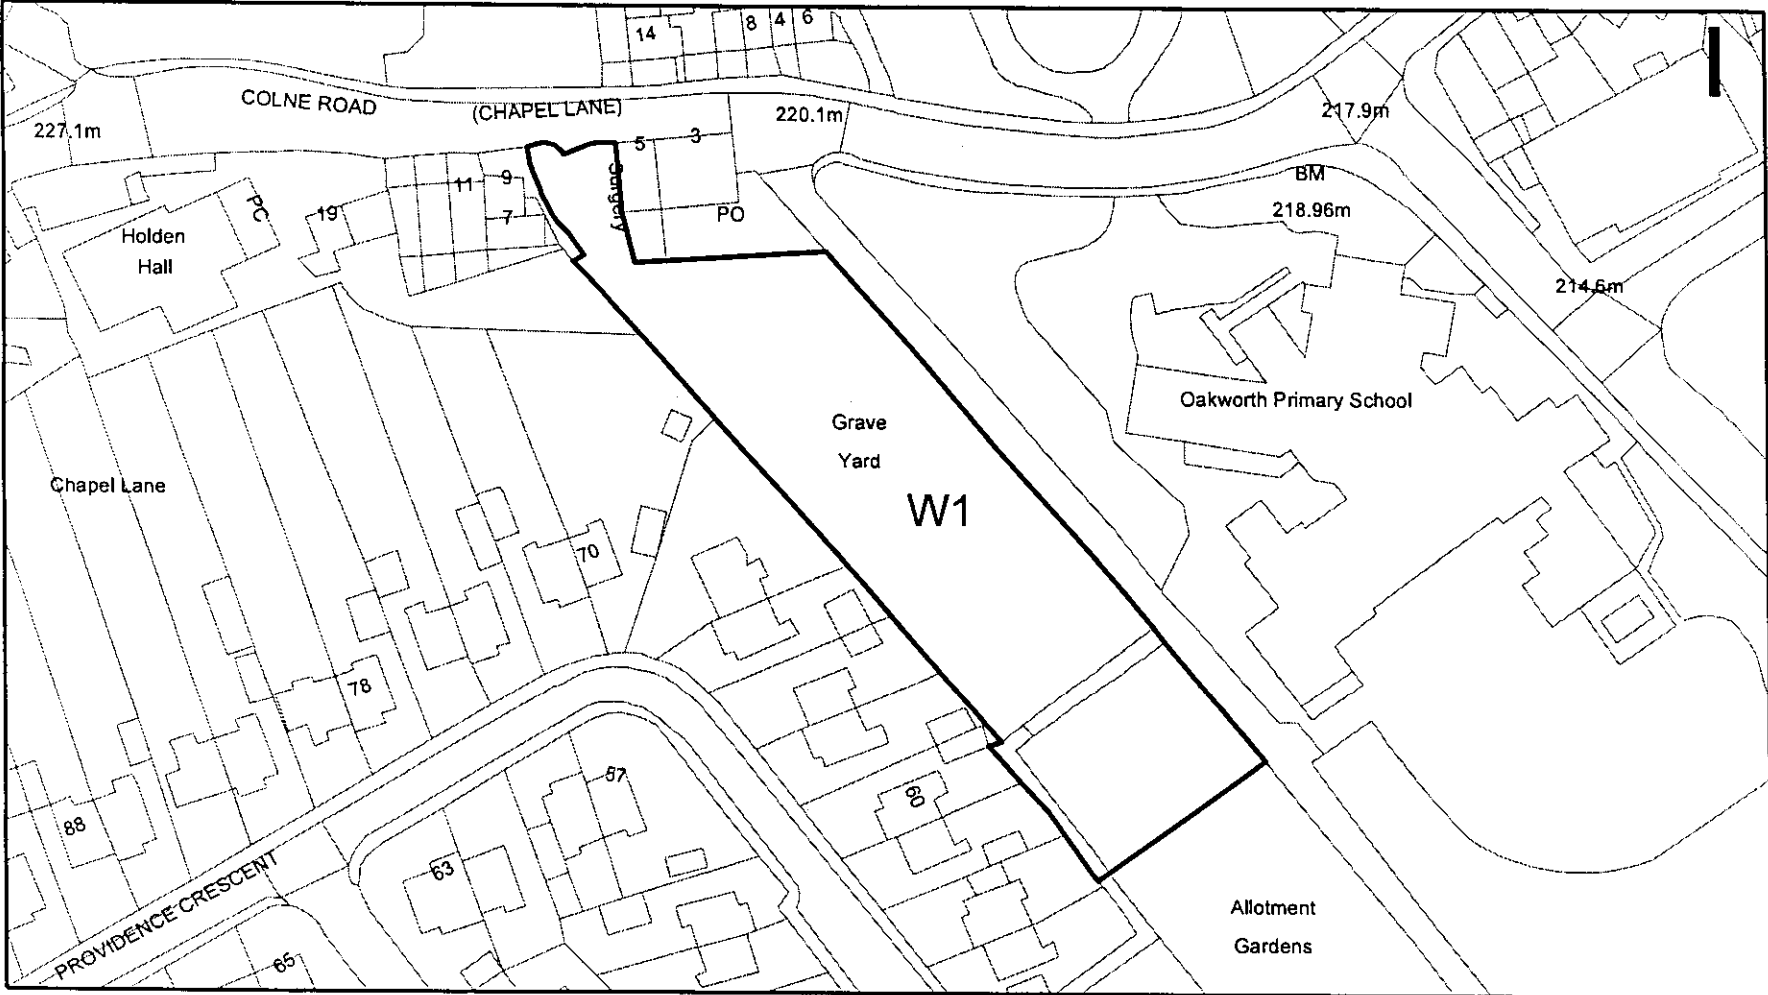 14
8
4
6
COLNE ROAD
(CHAPEL LANE)
220.1m
217.9m
227.1m
5
3
BM
218.96m
Surgery
9
11
7
PO
PC
19
Holden
Hall
214.6m
Oakworth Primary School
Grave
Yard
W1
Chapel Lane
70
78
57
60
88
63
PROVIDENCE CRESCENT
65
Allotment
Gardens